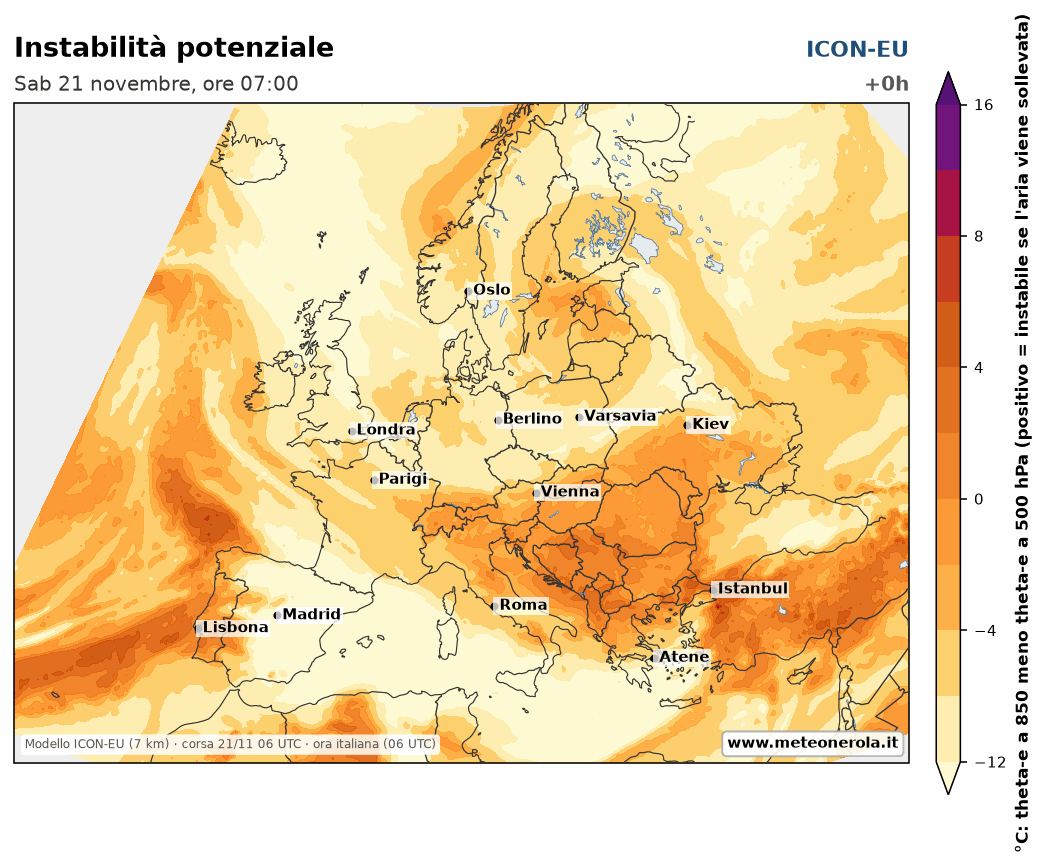 Instabilità potenziale
ICON-EU
Sab 21 novembre, ore 07:00
+0h
Oslo
Londra
Berlino
Varsavia
Kiev
Parigi
Vienna
Istanbul
Roma
Madrid
Lisbona
Atene
Modello ICON-EU (7 km) · corsa 21/11 06 UTC · ora italiana (06 UTC)
www.meteonerola.it
16
8
4
0
−4
−12
°C: theta-e a 850 meno theta-e a 500 hPa (positivo = instabile se l'aria viene sollevata)